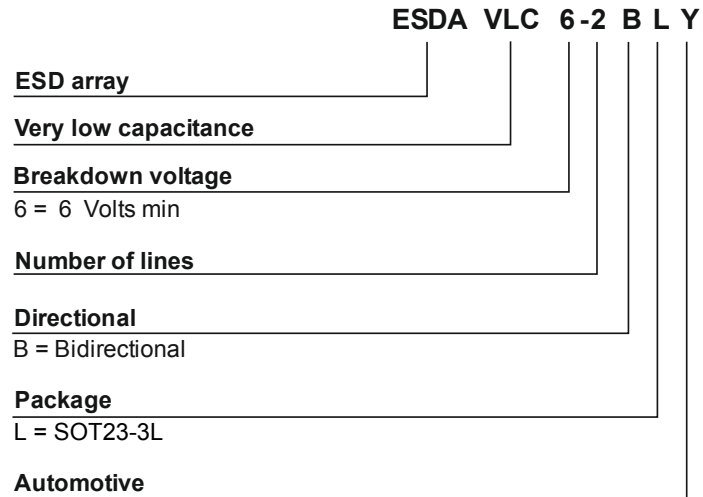 ESDA VLC 6-2 B L Y
ESD array
Very low capacitance
Breakdown voltage
6 = 6 Volts min
Number of lines
Directional
B = Bidirectional
Package
L = SOT23-3L
Automotive